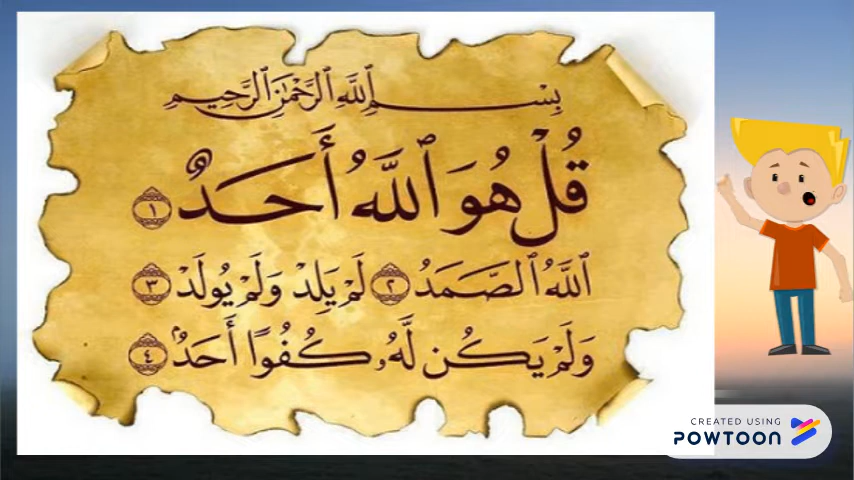 بِسْمِ ٱللَّهِ ٱلرَّحْمَٰنِ ٱلرَّحِيمِ
قُلْ هُوَ ٱللَّهُ أَحَدٌ ١
ٱللَّهُ ٱلصَّمَدُ ٢ لَمْ يَلِدْ وَلَمْ يُولَدْ ٣
وَلَمْ يَكُن لَّهُۥ كُفُوًا أَحَدٌۢ ٤
CREATED USING
POWTOON